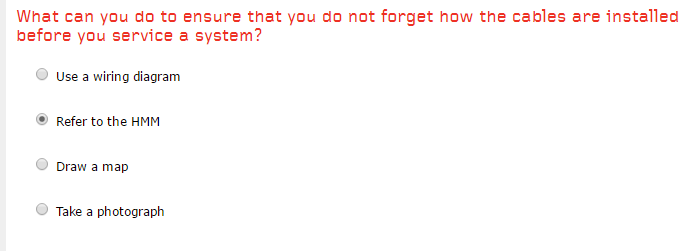 What can you do to ensure that you do not forget how the cables are installed
before you service a system?
Use a wiring diagram
Refer to the HMM
Draw a map
Take a photograph